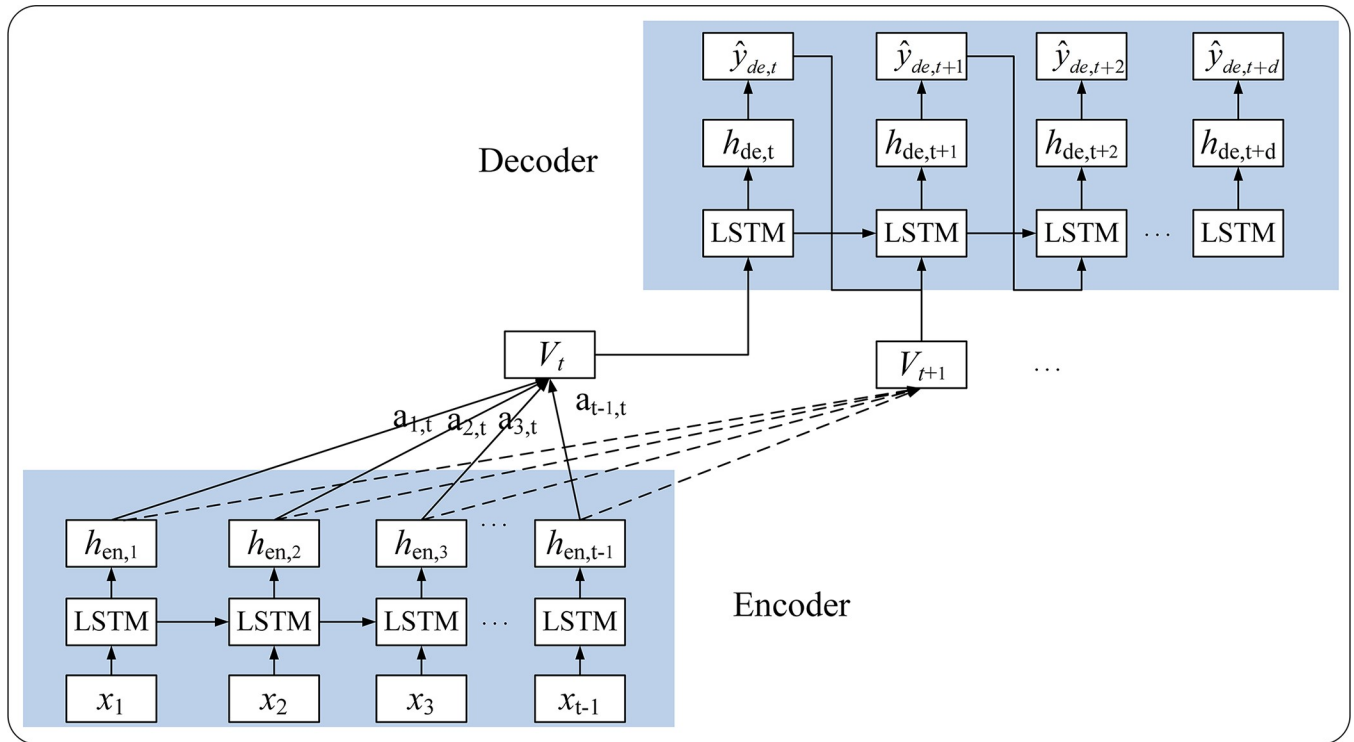 ŷde,t ŷde,t+1 ŷde,t+2 ŷde,t+d
hde,t hde,t+1 hde,t+2 hde,t+d
Decoder
LSTM LSTM LSTM ... LSTM
Vt Vt+1 ...
a1,t a2,t a3,t at-1,t
hen,1 hen,2 hen,3 ... hen,t-1
LSTM LSTM LSTM ... LSTM
Encoder
x1 x2 x3 xt-1